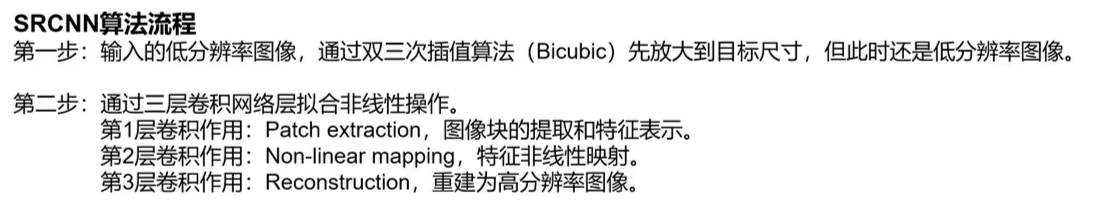 SRCNN算法流程
第一步：输入的低分辨率图像，通过双三次插值算法（Bicubic）先放大到目标尺寸，但此时还是低分辨率图像。
第二步：通过三层卷积网络层拟合非线性操作。
第1层卷积作用：Patch extraction，图像块的提取和特征表示。
第2层卷积作用：Non-linear mapping，特征非线性映射。
第3层卷积作用：Reconstruction，重建为高分辨率图像。